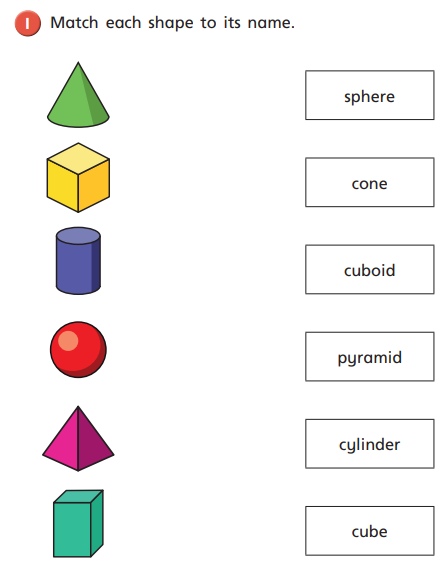 1 Match each shape to its name.
sphere
cone
cuboid
pyramid
cylinder
cube